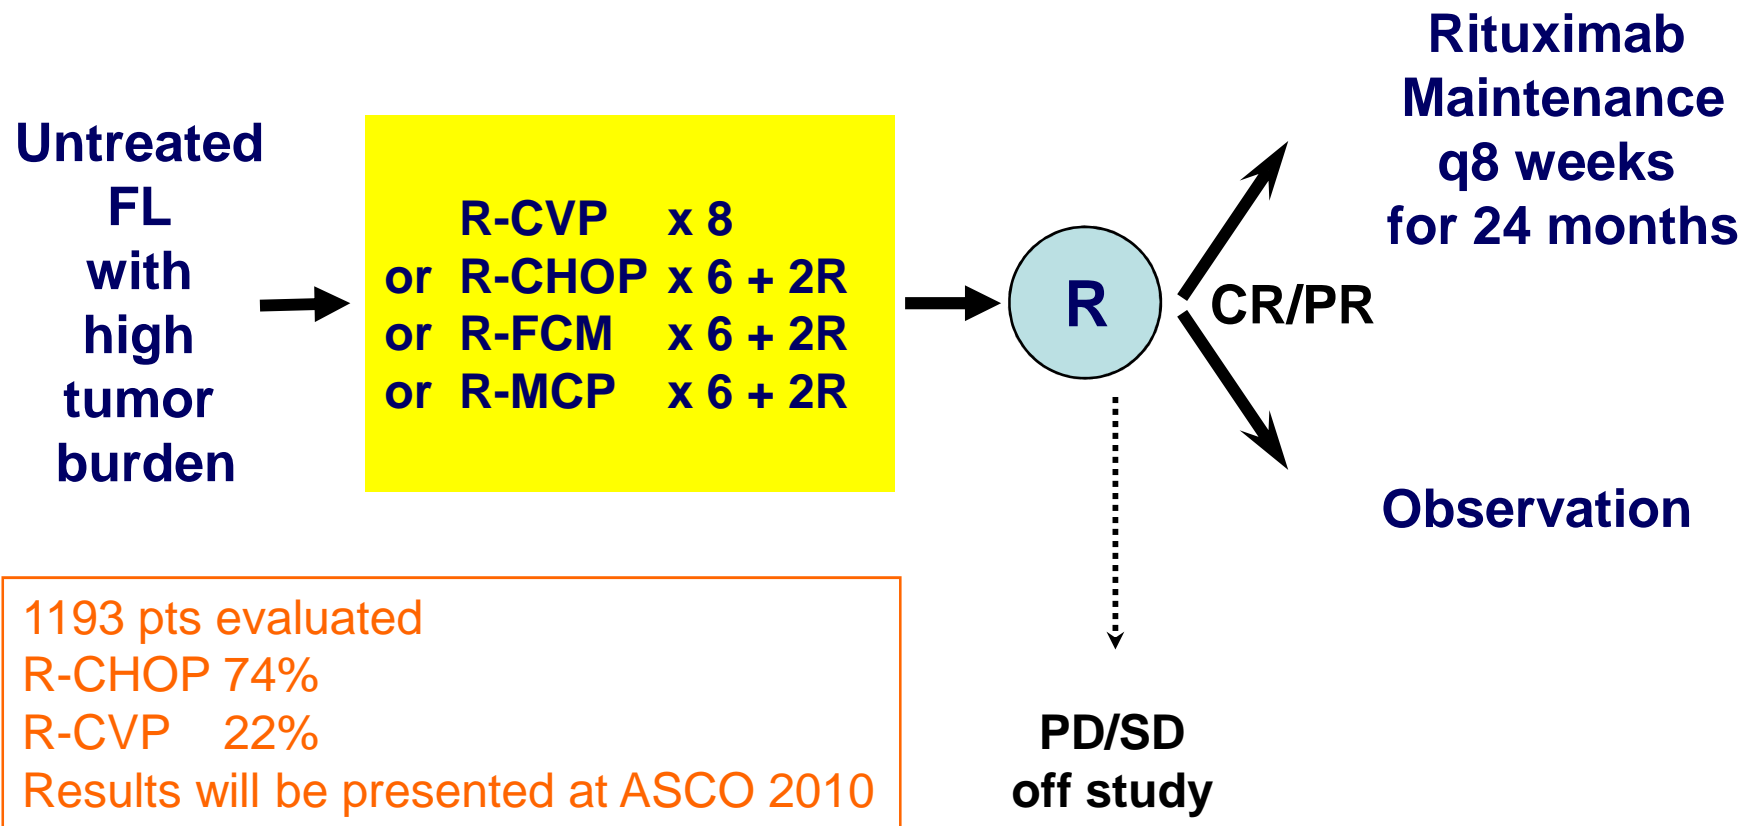 Untreated
FL
with
high
tumor
burden
R-CVP x 8
or R-CHOP x 6 + 2R
or R-FCM x 6 + 2R
or R-MCP x 6 + 2R
R
CR/PR
Rituximab
Maintenance
q8 weeks
for 24 months
Observation
PD/SD
off study
1193 pts evaluated
R-CHOP 74%
R-CVP 22%
Results will be presented at ASCO 2010